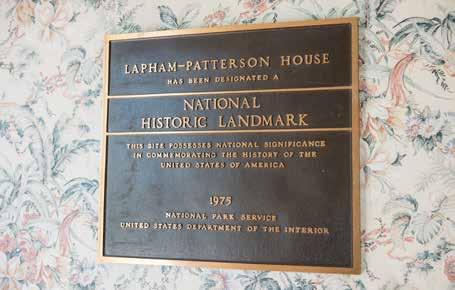 LAPHAM-PATTERSON HOUSE
HAS BEEN DESIGNATED A
NATIONAL
HISTORIC LANDMARK
THIS SITE POSSESSES NATIONAL SIGNIFICANCE
IN COMMEMORATING THE HISTORY OF THE
UNITED STATES OF AMERICA
1975
NATIONAL PARK SERVICE
UNITED STATES DEPARTMENT OF THE INTERIOR